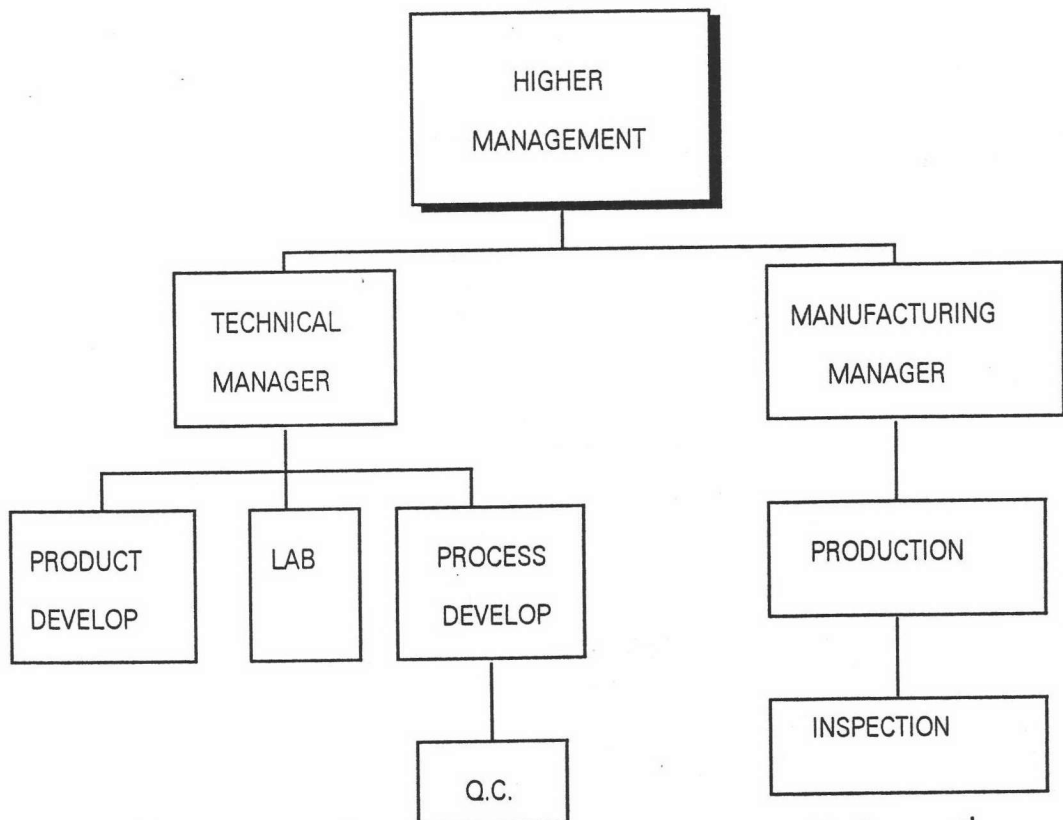 HIGHER
MANAGEMENT
TECHNICAL
MANAGER
MANUFACTURING
MANAGER
PRODUCT
DEVELOP
LAB
PROCESS
DEVELOP
PRODUCTION
Q.C.
INSPECTION